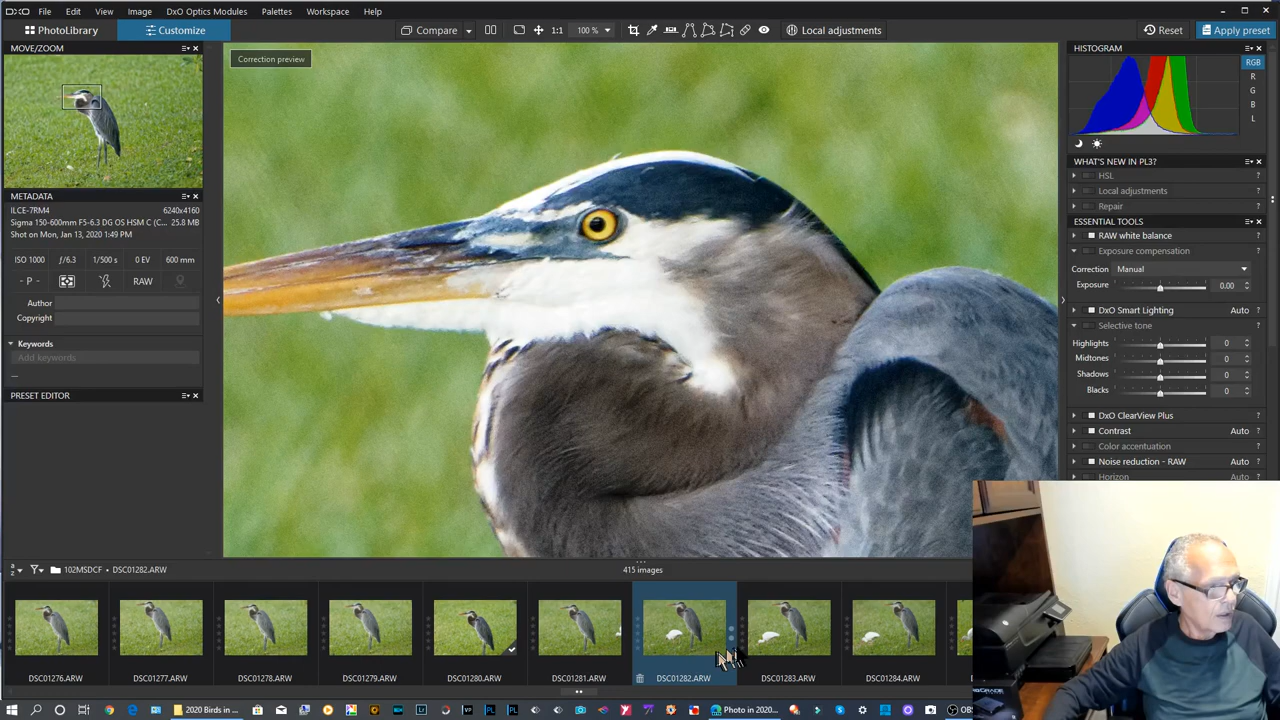 DxO File Edit View Image DxO Optics Modules Palettes Workspace Help
PhotoLibrary Customize Compare 1:1 100 % Local adjustments Reset Apply preset
MOVE/ZOOM
Correction preview
METADATA
ILCE-7RM4 6240x4160
Sigma 150-600mm F5-6.3 DG OS HSM C (C... 25.8 MB
Shot on Mon, Jan 13, 2020 1:49 PM
ISO 1000 ƒ/6.3 1/500 s 0 EV 600 mm
- P - RAW
Author
Copyright
Keywords
Add keywords
PRESET EDITOR
HISTOGRAM
RGB
R
G
B
L
WHAT'S NEW IN PL3?
HSL ?
Local adjustments ?
Repair ?
ESSENTIAL TOOLS
RAW white balance ?
Exposure compensation ?
Correction Manual
Exposure 0.00
DxO Smart Lighting Auto ?
Selective tone ?
Highlights 0
Midtones 0
Shadows 0
Blacks 0
DxO ClearView Plus ?
Contrast Auto ?
Color accentuation ?
Noise reduction - RAW Auto ?
Horizon ?
102MSDCF • DSC01282.ARW 415 images
DSC01276.ARW DSC01277.ARW DSC01278.ARW DSC01279.ARW DSC01280.ARW DSC01281.ARW DSC01282.ARW DSC01283.ARW DSC01284.ARW
2020 Birds in ... Photo in 2020... OBS